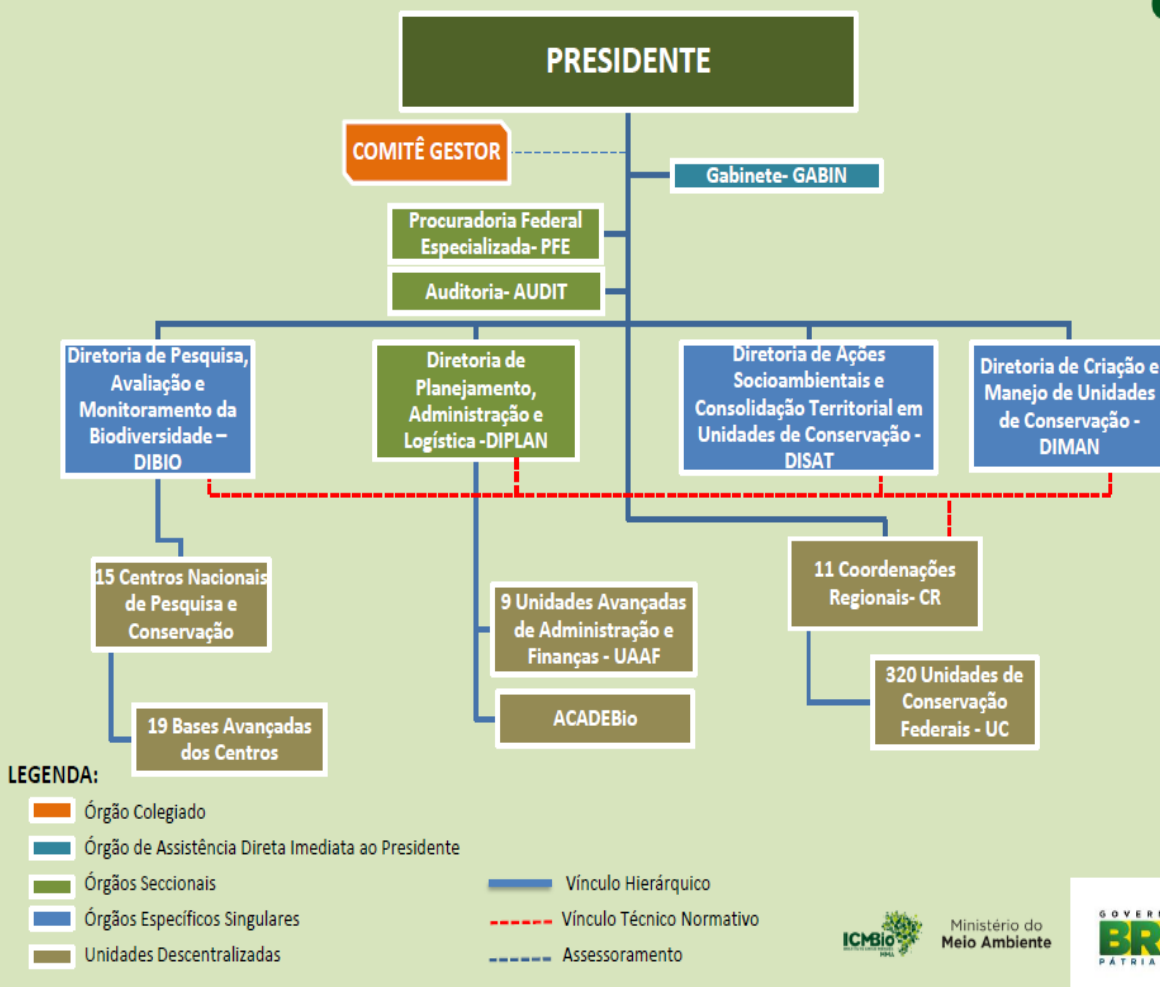 PRESIDENTE
COMITÊ GESTOR
Gabinete- GABIN
Procuradoria Federal
Especializada- PFE
Auditoria- AUDIT
Diretoria de Pesquisa,
Avaliação e
Monitoramento da
Biodiversidade –
DIBIO
Diretoria de
Planejamento,
Administração e
Logística -DIPLAN
Diretoria de Ações
Socioambientais e
Consolidação Territorial em
Unidades de Conservação -
DISAT
Diretoria de Criação e
Manejo de Unidades
de Conservação -
DIMAN
15 Centros Nacionais
de Pesquisa e
Conservação
19 Bases Avançadas
dos Centros
9 Unidades Avançadas
de Administração e
Finanças - UAAF
ACADEBio
11 Coordenações
Regionais- CR
320 Unidades de
Conservação
Federais - UC
LEGENDA:
Órgão Colegiado
Órgão de Assistência Direta Imediata ao Presidente
Órgãos Seccionais
Órgãos Específicos Singulares
Unidades Descentralizadas
Vínculo Hierárquico
Vínculo Técnico Normativo
Assessoramento
ICMBio
MMA
Ministério do
Meio Ambiente
GOVER
BR
PÁTRIA